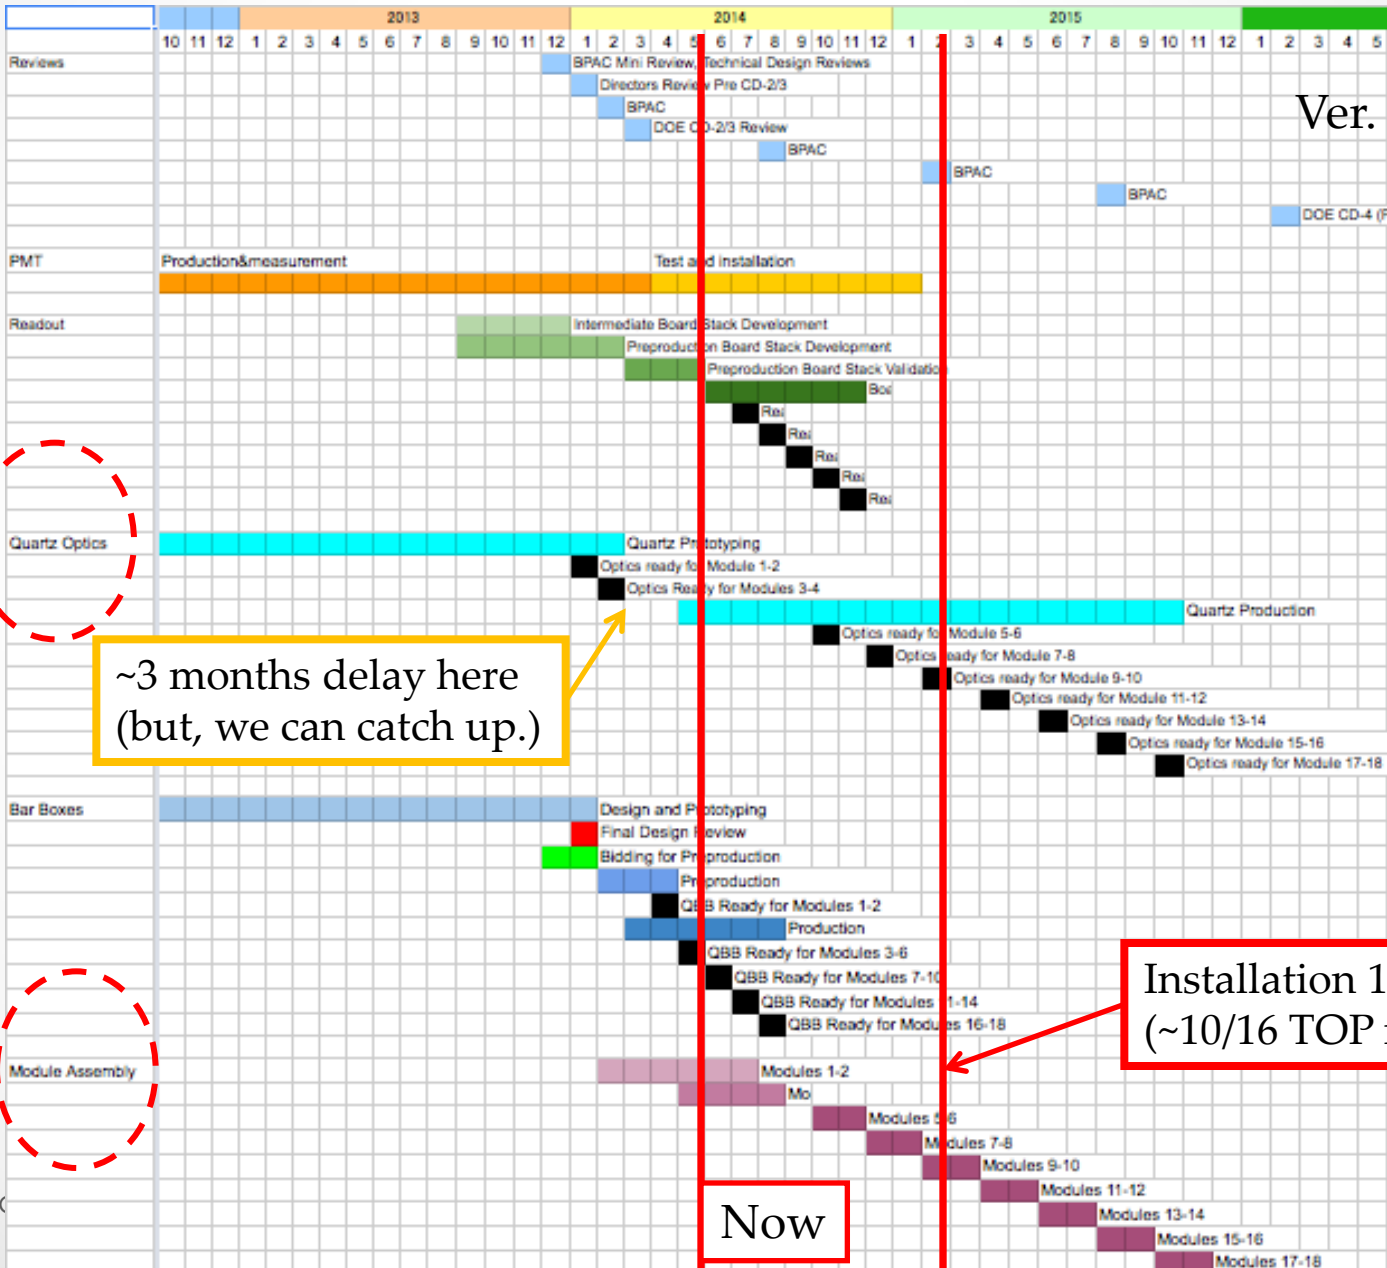 2013 2014 2015
10 11 12 1 2 3 4 5 6 7 8 9 10 11 12 1 2 3 4 5 6 7 8 9 10 11 12 1 2 3 4 5 6 7 8 9 10 11 12 1 2 3 4 5
Reviews BPAC Mini Review, Technical Design Reviews
Directors Review Pre CD-2/3
Ver.
BPAC
DOE CD-2/3 Review
BPAC
BPAC
BPAC
DOE CD-4
PMT Production&measurement Test and installation
Readout Intermediate Board Stack Development
Preproduction Board Stack Development
Preproduction Board Stack Validation
Quartz Optics Quartz Prototyping
Optics ready for Module 1-2
Optics Ready for Modules 3-4
Quartz Production
Optics ready for Module 5-6
Optics ready for Module 7-8
Optics ready for Module 9-10
Optics ready for Module 11-12
Optics ready for Module 13-14
Optics ready for Module 15-16
Optics ready for Module 17-18
~3 months delay here
(but, we can catch up.)
Bar Boxes Design and Prototyping
Final Design Review
Bidding for Preproduction
Preproduction
QBB Ready for Modules 1-2
Production
QBB Ready for Modules 3-6
QBB Ready for Modules 7-10
QBB Ready for Modules 11-14
QBB Ready for Modules 16-18
Installation 1
(~10/16 TOP
Module Assembly Modules 1-2
Mo
Modules 5-6
Modules 7-8
Modules 9-10
Modules 11-12
Modules 13-14
Modules 15-16
Modules 17-18
Now